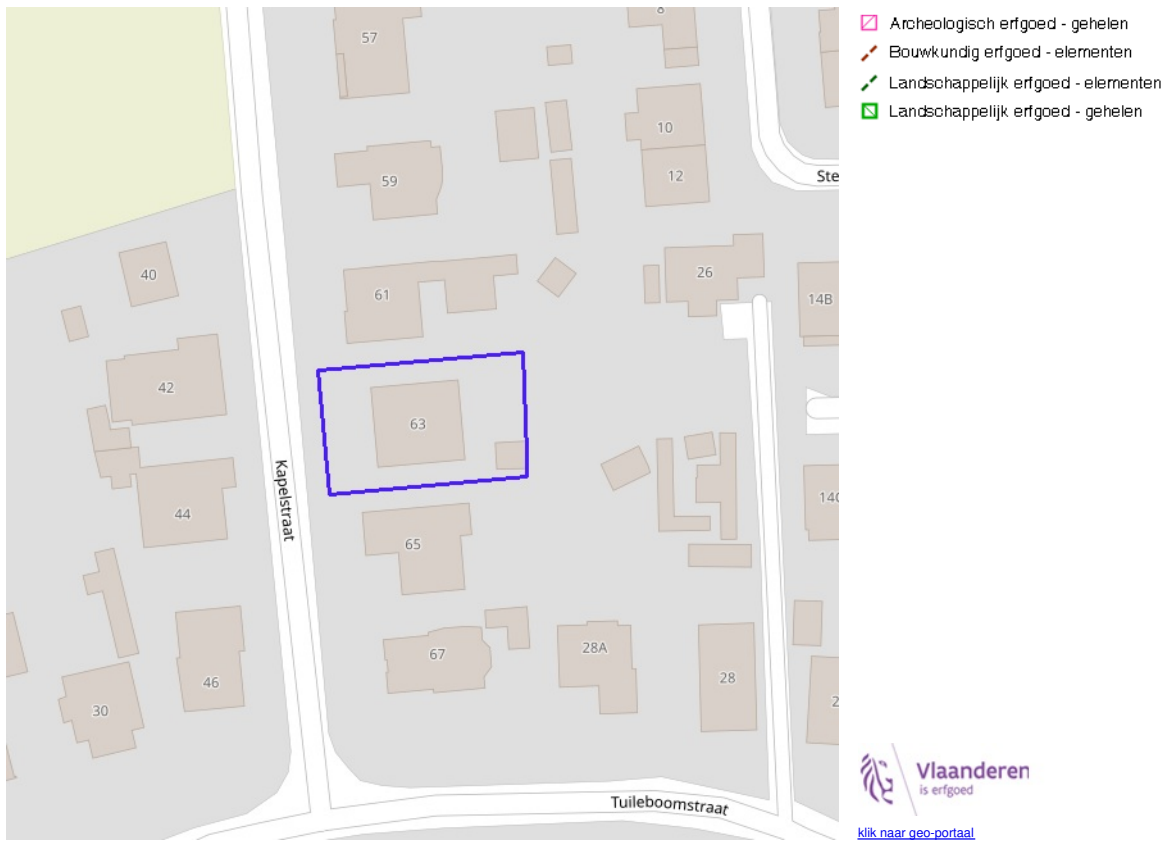 57
8
10
12
59
Ste
40
26
61
14B
42
63
Kapelstraat
44
14C
65
67
28A
28
46
30
2
Tuileboomstraat
Archeologisch erfgoed - gehelen
Bouwkundig erfgoed - elementen
Landschappelijk erfgoed - elementen
Landschappelijk erfgoed - gehelen
Vlaanderen
is erfgoed
klik naar geo-portaal